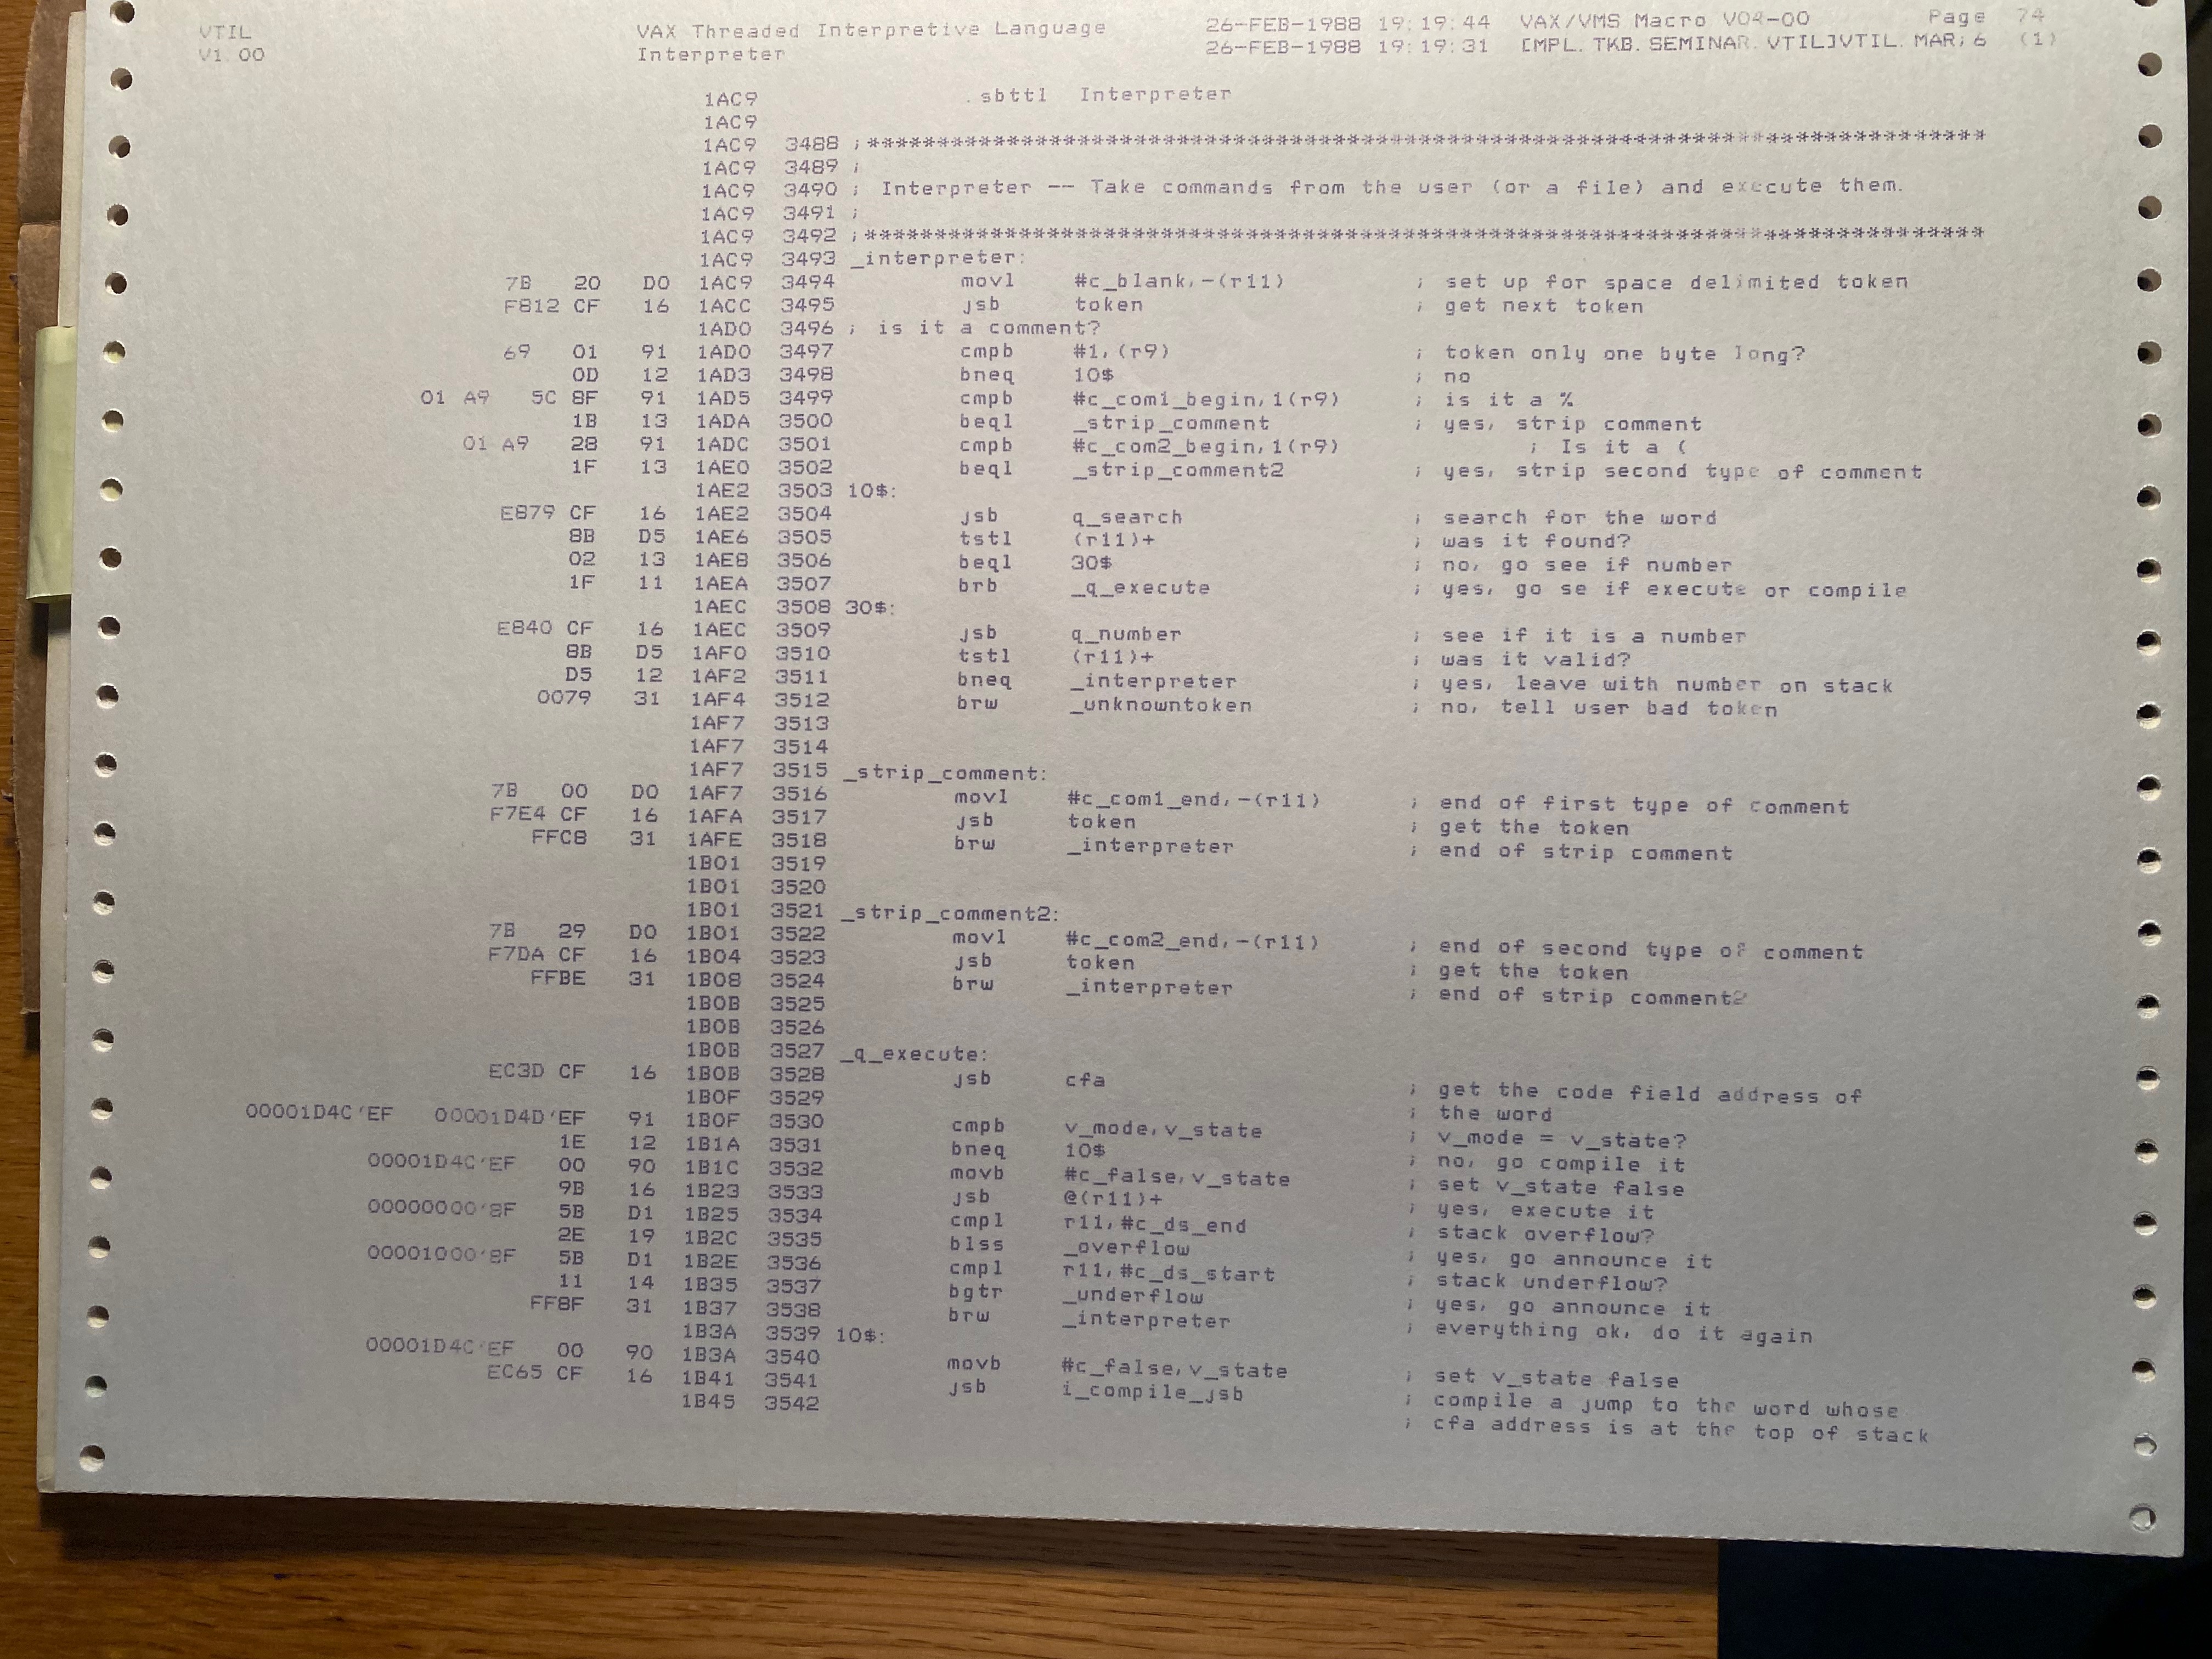 VTIL VAX Threaded Interpretive Language 26-FEB-1988 19:19:44 VAX/VMS Macro V04-00 Page 74
V1.00 Interpreter 26-FEB-1988 19:19:31 [MPL.TKB.SEMINAR.VTIL]VTIL.MAR;6 (1)
1AC9 .sbttl Interpreter
1AC9
1AC9 3488 ;********************************************************************************
1AC9 3489 ;
1AC9 3490 ; Interpreter -- Take commands from the user (or a file) and execute them.
1AC9 3491 ;
1AC9 3492 ;********************************************************************************
1AC9 3493 _interpreter:
7B 20 D0 1AC9 3494 movl #c_blank,-(r11) ; set up for space delimited token
F812 CF 16 1ACC 3495 jsb token ; get next token
1AD0 3496 ; is it a comment?
69 01 91 1AD0 3497 cmpb #1,(r9) ; token only one byte long?
0D 12 1AD3 3498 bneq 10$ ; no
01 A9 5C 8F 91 1AD5 3499 cmpb #c_com1_begin,1(r9) ; is it a %
1B 13 1ADA 3500 beql _strip_comment ; yes, strip comment
01 A9 28 91 1ADC 3501 cmpb #c_com2_begin,1(r9) ; Is it a (
1F 13 1AE0 3502 beql _strip_comment2 ; yes, strip second type of comment
1AE2 3503 10$:
E879 CF 16 1AE2 3504 jsb q_search ; search for the word
8B D5 1AE6 3505 tstl (r11)+ ; was it found?
02 13 1AE8 3506 beql 30$ ; no, go see if number
1F 11 1AEA 3507 brb _q_execute ; yes, go se if execute or compile
1AEC 3508 30$:
E840 CF 16 1AEC 3509 jsb q_number ; see if it is a number
8B D5 1AF0 3510 tstl (r11)+ ; was it valid?
D5 12 1AF2 3511 bneq _interpreter ; yes, leave with number on stack
0079 31 1AF4 3512 brw _unknowntoken ; no, tell user bad token
1AF7 3513
1AF7 3514
1AF7 3515 _strip_comment:
7B 00 D0 1AF7 3516 movl #c_com1_end,-(r11) ; end of first type of comment
F7E4 CF 16 1AFA 3517 jsb token ; get the token
FFC8 31 1AFE 3518 brw _interpreter ; end of strip comment
1B01 3519
1B01 3520
1B01 3521 _strip_comment2:
7B 29 D0 1B01 3522 movl #c_com2_end,-(r11) ; end of second type of comment
F7DA CF 16 1B04 3523 jsb token ; get the token
FFBE 31 1B08 3524 brw _interpreter ; end of strip comment2
1B0B 3525
1B0B 3526
1B0B 3527 _q_execute:
EC3D CF 16 1B0B 3528 jsb cfa ; get the code field address of
1B0F 3529 ; the word
00001D4C'EF 00001D4D'EF 91 1B0F 3530 cmpb v_mode,v_state ; v_mode = v_state?
1E 12 1B1A 3531 bneq 10$ ; no, go compile it
00001D4C'EF 00 90 1B1C 3532 movb #c_false,v_state ; set v_state false
9B 16 1B23 3533 jsb @(r11)+ ; yes, execute it
00000000'8F 5B D1 1B25 3534 cmpl r11,#c_ds_end ; stack overflow?
2E 19 1B2C 3535 blss _overflow ; yes, go announce it
00001000'8F 5B D1 1B2E 3536 cmpl r11,#c_ds_start ; stack underflow?
11 14 1B35 3537 bgtr _underflow ; yes, go announce it
FF8F 31 1B37 3538 brw _interpreter ; everything ok, do it again
1B3A 3539 10$:
00001D4C'EF 00 90 1B3A 3540 movb #c_false,v_state ; set v_state false
EC65 CF 16 1B41 3541 jsb i_compile_jsb ; compile a jump to the word whose
1B45 3542 ; cfa address is at the top of stack